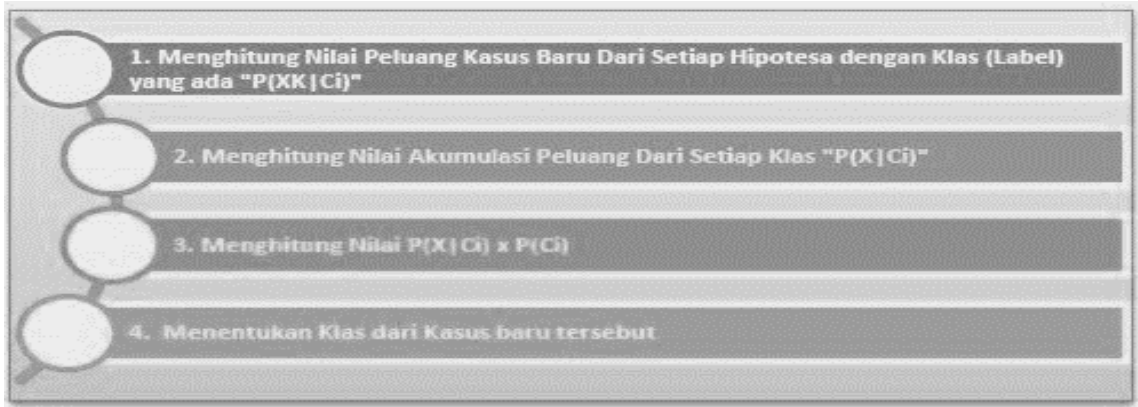 1. Menghitung Nilai Peluang Kasus Baru Dari Setiap Hipotesa dengan Klas (Label)
yang ada "P(XK|Ci)"
2. Menghitung Nilai Akumulasi Peluang Dari Setiap Klas "P(X|Ci)"
3. Menghitung Nilai P(X|Ci) x P(Ci)
4. Menentukan Klas dari Kasus baru tersebut